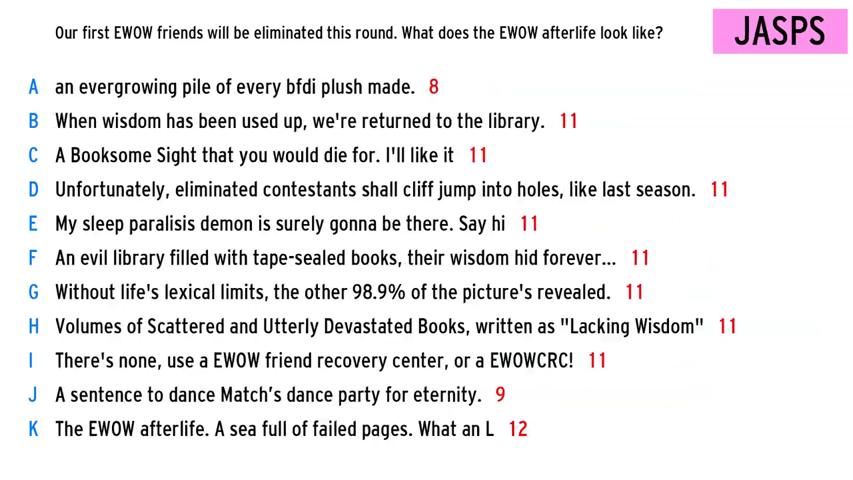 Our first EWOW friends will be eliminated this round. What does the EWOW afterlife look like?
JASPS
A an evergrowing pile of every bfdi plush made. 8
B When wisdom has been used up, we're returned to the library. 11
C A Booksome Sight that you would die for. I'll like it 11
D Unfortunately, eliminated contestants shall cliff jump into holes, like last season. 11
E My sleep paralisis demon is surely gonna be there. Say hi 11
F An evil library filled with tape-sealed books, their wisdom hid forever... 11
G Without life's lexical limits, the other 98.9% of the picture's revealed. 11
H Volumes of Scattered and Utterly Devastated Books, written as "Lacking Wisdom" 11
I There's none, use a EWOW friend recovery center, or a EWOWCRC! 11
J A sentence to dance Match’s dance party for eternity. 9
K The EWOW afterlife. A sea full of failed pages. What an L 12